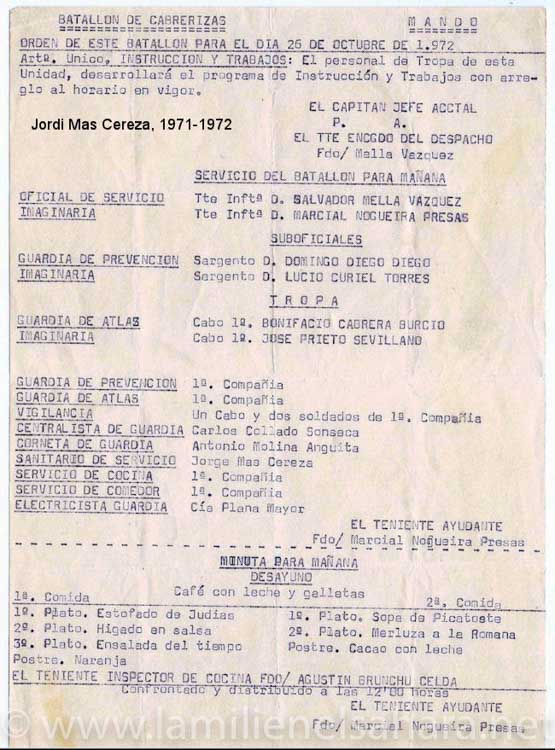 BATALLON DE CABRERIZAS M A N D O
ORDEN DE ESTE BATALLON PARA EL DIA 26 DE OCTUBRE DE 1.972
Artº. Unico, INSTRUCCION Y TRABAJOS: El personal de Tropa de esta
Unidad, desarrollará el programa de Instrucción y Trabajos con arre-
glo al horario en vigor.
EL CAPITAN JEFE ACCTAL
Jordi Mas Cereza, 1971-1972
P. A.
EL TTE ENCGDO DEL DESPACHO
Fdo/ Mella Vazquez
SERVICIO DEL BATALLON PARA MAÑANA
OFICIAL DE SERVICIO Tte Inftª D. SALVADOR MELLA VAZQUEZ
IMAGINARIA Tte Inftª D. MARCIAL NOGUEIRA PRESAS
SUBOFICIALES
GUARDIA DE PREVENCION Sargento D. DOMINGO DIEGO DIEGO
IMAGINARIA Sargento D. LUCIO CURIEL TORRES
T R O P A
GUARDIA DE ATLAS Cabo 1º. BONIFACIO CABRERA BURCIO
IMAGINARIA Cabo 1º. JOSE PRIETO SEVILLANO
GUARDIA DE PREVENCION 1ª. Compañia
GUARDIA DE ATLAS 1ª. Compañia
VIGILANCIA Un Cabo y dos soldados de 1ª. Compañia
CENTRALISTA DE GUARDIA Carlos Collado Sonseca
CORNETA DE GUARDIA Antonio Molina Anguita
SANITARIO DE SERVICIO Jorge Mas Cereza
SERVICIO DE COCINA 1ª. Compañia
SERVICIO DE COMEDOR 1ª. Compañia
ELECTRICISTA GUARDIA Cía Plana Mayor
EL TENIENTE AYUDANTE
Fdo/ Marcial Nogueira Presas
MINUTA PARA MAÑANA
DESAYUNO
Café con leche y galletas
1ª. Comida 2ª. Comida
1º. Plato. Estofado de Judias 1º. Plato. Sopa de Picatoste
2º. Plato. Higado en salsa 2º. Plato. Merluza a la Romana
3º. Plato. Ensalada del tiempo Postre. Cacao con leche
Postre. Naranja
EL TENIENTE INSPECTOR DE COCINA FDO/ AGUSTIN BRUNCHU CELDA
Confrontado y distribuido a las 12'00 horas
EL TENIENTE AYUDANTE
© www.lamilienelsahara.net
Fdo/ Marcial Nogueira Presas